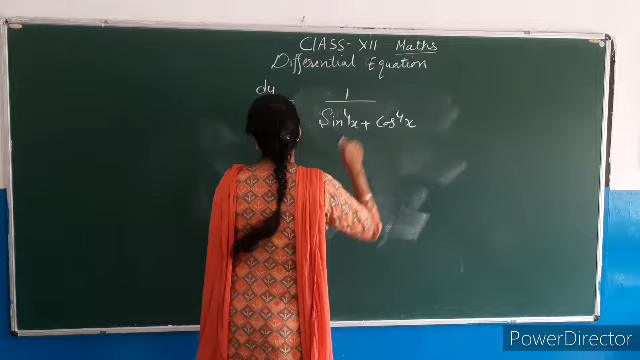 CLASS- XII Maths
Differential Equation
dy
= 1
Sin⁴x + Cos⁴x
PowerDirector